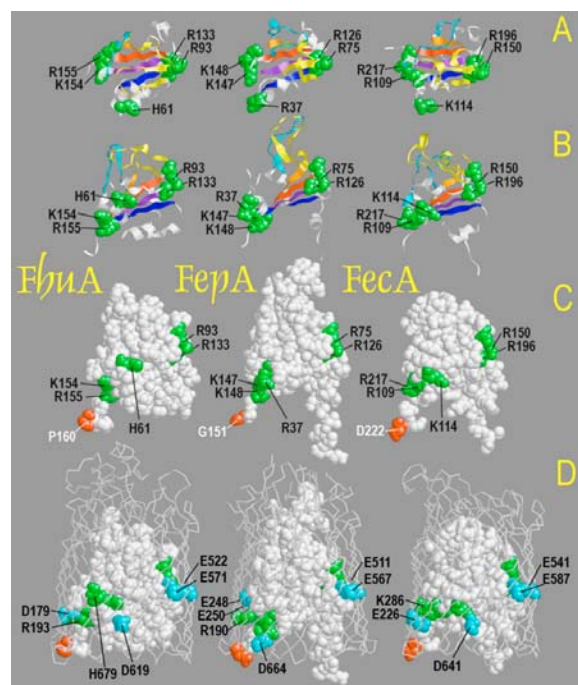 A
R133
R93
R155
K154
H61
R126
R75
K148
K147
R37
R196
R150
R217
R109
K114
B
R93
R133
H61
K154
R155
R75
R126
R37
K147
K148
R150
R196
K114
R217
R109
FhuA FepA FecA
C
R93
R133
K154
R155
P160
H61
R75
R126
K147
K148
G151
R37
R150
R196
R217
R109
D222
K114
D
E522
E571
D179
R193
H679
D619
E511
E567
E248
E250
R190
D664
E541
E587
K286
E226
D641